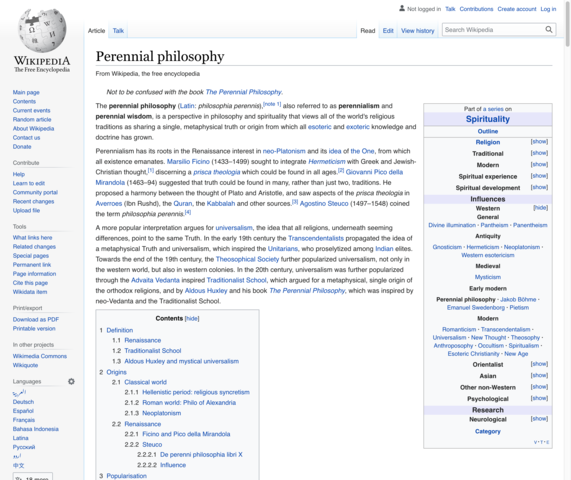 Not logged in Talk Contributions Create account Log in
Article Talk
Read Edit View history
Search Wikipedia
WIKIPEDIA
The Free Encyclopedia
Main page
Contents
Current events
Random article
About Wikipedia
Contact us
Donate
Contribute
Help
Learn to edit
Community portal
Recent changes
Upload file
Tools
What links here
Related changes
Special pages
Permanent link
Page information
Cite this page
Wikidata item
Print/export
Download as PDF
Printable version
In other projects
Wikimedia Commons
Wikiquote
Languages
العربية
Deutsch
Español
Français
Bahasa Indonesia
Latina
Русский
اردو
中文
18 more
Perennial philosophy
From Wikipedia, the free encyclopedia
Not to be confused with the book The Perennial Philosophy.
The perennial philosophy (Latin: philosophia perennis),[note 1] also referred to as perennialism and
perennial wisdom, is a perspective in philosophy and spirituality that views all of the world's religious
traditions as sharing a single, metaphysical truth or origin from which all esoteric and exoteric knowledge and
doctrine has grown.
Perennialism has its roots in the Renaissance interest in neo-Platonism and its idea of the One, from which
all existence emanates. Marsilio Ficino (1433–1499) sought to integrate Hermeticism with Greek and Jewish-
Christian thought,[1] discerning a prisca theologia which could be found in all ages.[2] Giovanni Pico della
Mirandola (1463–94) suggested that truth could be found in many, rather than just two, traditions. He
proposed a harmony between the thought of Plato and Aristotle, and saw aspects of the prisca theologia in
Averroes (Ibn Rushd), the Quran, the Kabbalah and other sources.[3] Agostino Steuco (1497–1548) coined
the term philosophia perennis.[4]
A more popular interpretation argues for universalism, the idea that all religions, underneath seeming
differences, point to the same Truth. In the early 19th century the Transcendentalists propagated the idea of
a metaphysical Truth and universalism, which inspired the Unitarians, who proselytized among Indian elites.
Towards the end of the 19th century, the Theosophical Society further popularized universalism, not only in
the western world, but also in western colonies. In the 20th century, universalism was further popularized
through the Advaita Vedanta inspired Traditionalist School, which argued for a metaphysical, single origin of
the orthodox religions, and by Aldous Huxley and his book The Perennial Philosophy, which was inspired by
neo-Vedanta and the Traditionalist School.
Contents [hide]
1 Definition
1.1 Renaissance
1.2 Traditionalist School
1.3 Aldous Huxley and mystical universalism
2 Origins
2.1 Classical world
2.1.1 Hellenistic period: religious syncretism
2.1.2 Roman world: Philo of Alexandria
2.1.3 Neoplatonism
2.2 Renaissance
2.2.1 Ficino and Pico della Mirandola
2.2.2 Steuco
2.2.2.1 De perenni philosophia libri X
2.2.2.2 Influence
3 Popularisation
Part of a series on
Spirituality
Outline
Religion [show]
Traditional
Modern [show]
Spiritual experience [show]
Spiritual development [show]
Influences
Western [hide]
General
Divine illumination · Pantheism · Panentheism
Antiquity
Gnosticism · Hermeticism · Neoplatonism ·
Western esotericism
Medieval
Mysticism
Early modern
Perennial philosophy · Jakob Böhme ·
Emanuel Swedenborg · Pietism
Modern
Romanticism · Transcendentalism ·
Universalism · New Thought · Theosophy ·
Anthroposophy · Occultism · Spiritualism ·
Esoteric Christianity · New Age
Orientalist [show]
Asian [show]
Other non-Western [show]
Psychological [show]
Research
Neurological [show]
Category
V · T · E